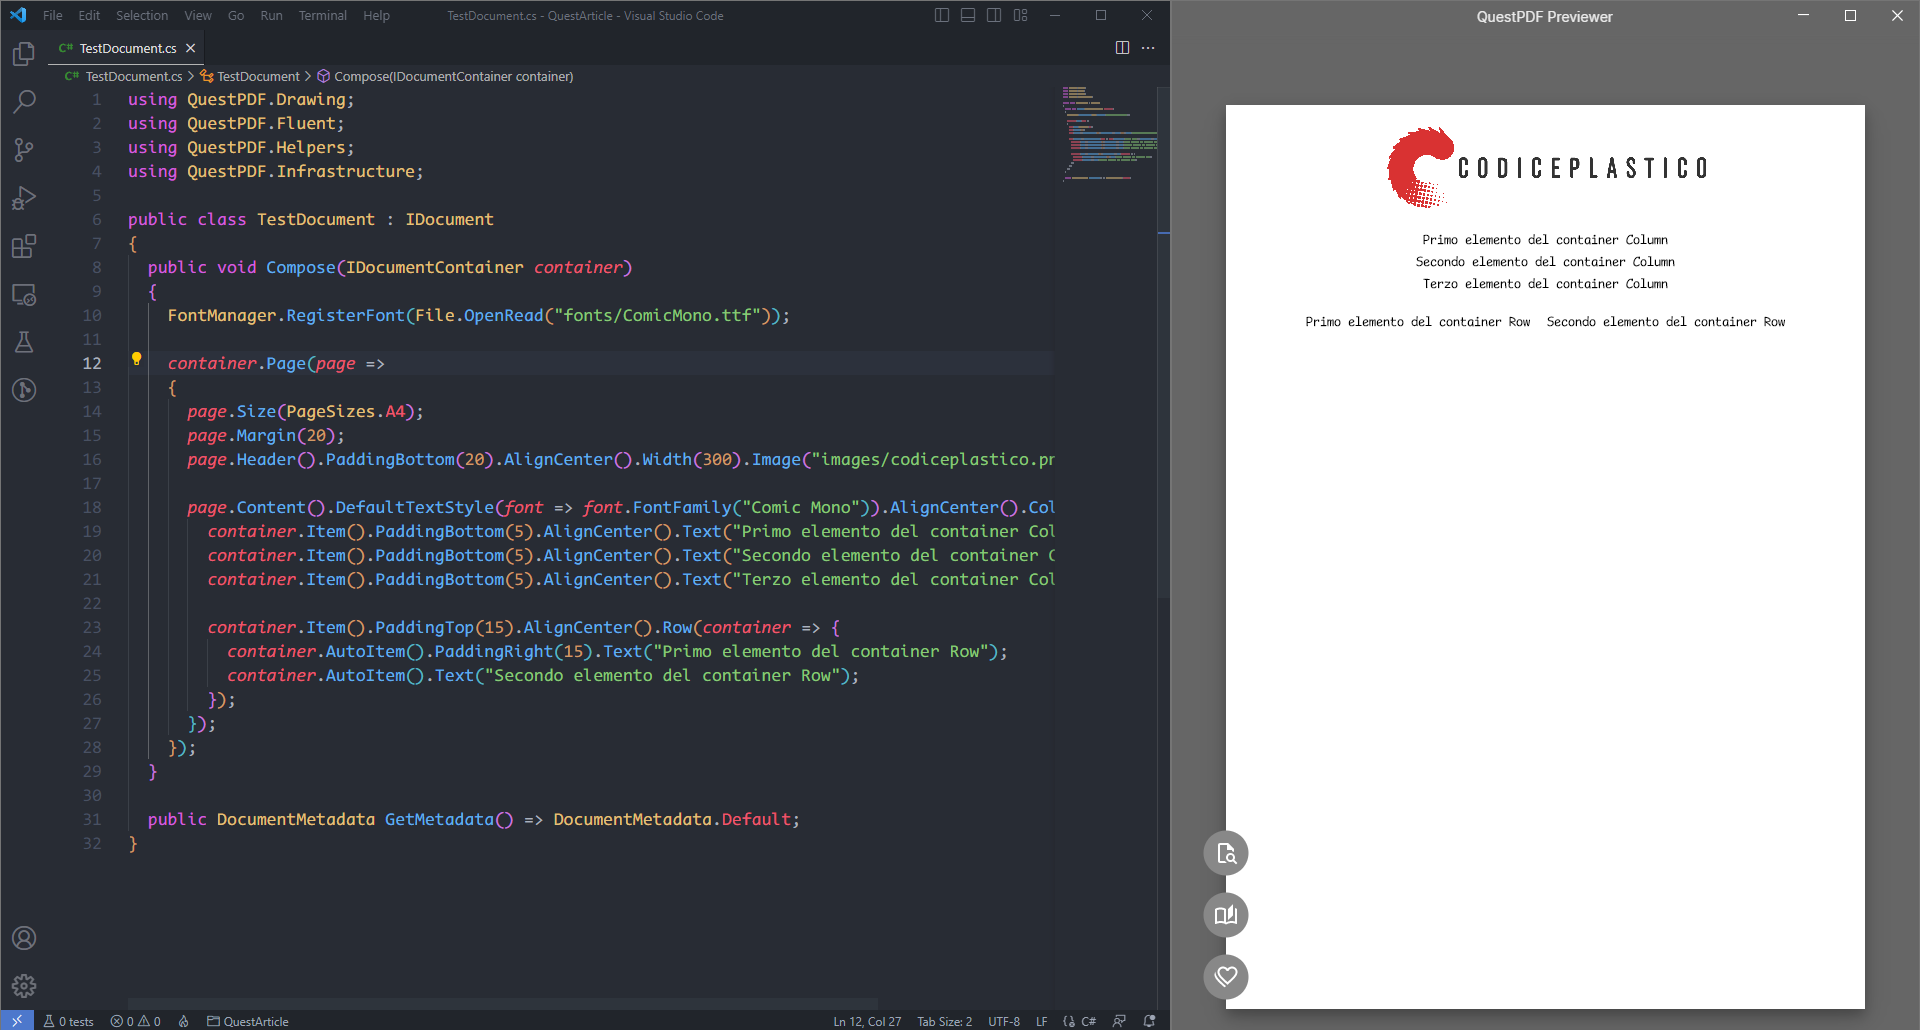 File Edit Selection View Go Run Terminal Help
TestDocument.cs - QuestArticle - Visual Studio Code
C# TestDocument.cs
C# TestDocument.cs > TestDocument > Compose(IDocumentContainer container)
1 using QuestPDF.Drawing;
2 using QuestPDF.Fluent;
3 using QuestPDF.Helpers;
4 using QuestPDF.Infrastructure;
5
6 public class TestDocument : IDocument
7 {
8 public void Compose(IDocumentContainer container)
9 {
10 FontManager.RegisterFont(File.OpenRead("fonts/ComicMono.ttf"));
11
12 container.Page(page =>
13 {
14 page.Size(PageSizes.A4);
15 page.Margin(20);
16 page.Header().PaddingBottom(20).AlignCenter().Width(300).Image("images/codiceplastico.pn
17
18 page.Content().DefaultTextStyle(font => font.FontFamily("Comic Mono")).AlignCenter().Col
19 container.Item().PaddingBottom(5).AlignCenter().Text("Primo elemento del container Col
20 container.Item().PaddingBottom(5).AlignCenter().Text("Secondo elemento del container C
21 container.Item().PaddingBottom(5).AlignCenter().Text("Terzo elemento del container Col
22
23 container.Item().PaddingTop(15).AlignCenter().Row(container => {
24 container.AutoItem().PaddingRight(15).Text("Primo elemento del container Row");
25 container.AutoItem().Text("Secondo elemento del container Row");
26 });
27 });
28 });
29 }
30
31 public DocumentMetadata GetMetadata() => DocumentMetadata.Default;
32 }
0 tests 0 0 QuestArticle Ln 12, Col 27 Tab Size: 2 UTF-8 LF {} C#
QuestPDF Previewer
CODICEPLASTICO
Primo elemento del container Column
Secondo elemento del container Column
Terzo elemento del container Column
Primo elemento del container Row Secondo elemento del container Row